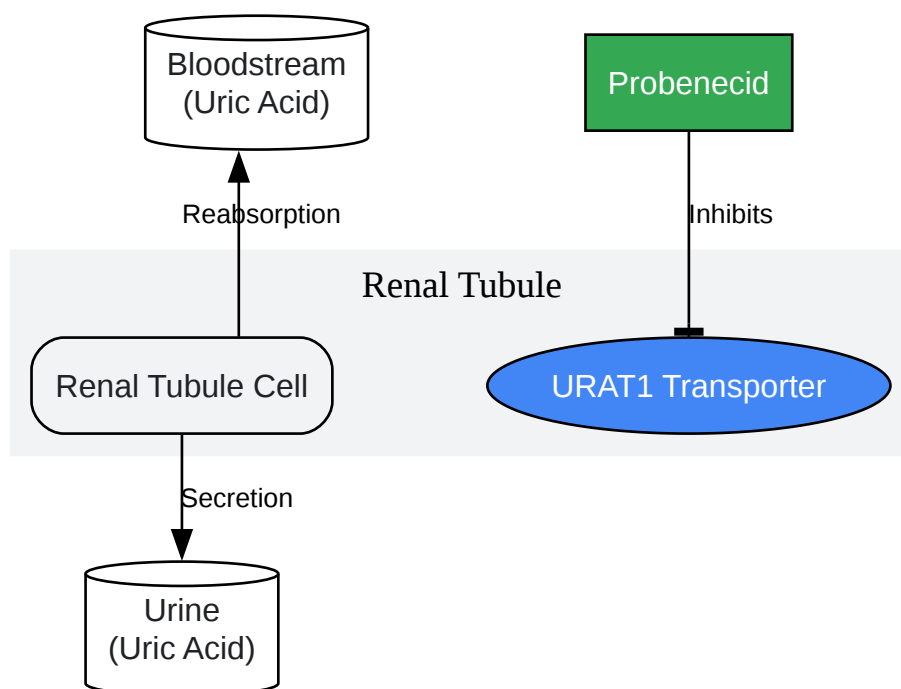 Bloodstream
(Uric Acid)
Probenecid
Reabsorption
Inhibits
Renal Tubule
Renal Tubule Cell
URAT1 Transporter
Secretion
Urine
(Uric Acid)